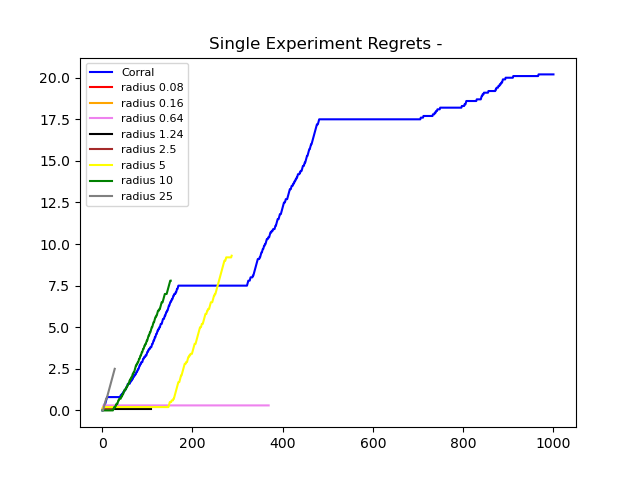 Single Experiment Regrets -
Corral
radius 0.08
radius 0.16
radius 0.64
radius 1.24
radius 2.5
radius 5
radius 10
radius 25
20.0
17.5
15.0
12.5
10.0
7.5
5.0
2.5
0.0
0 200 400 600 800 1000